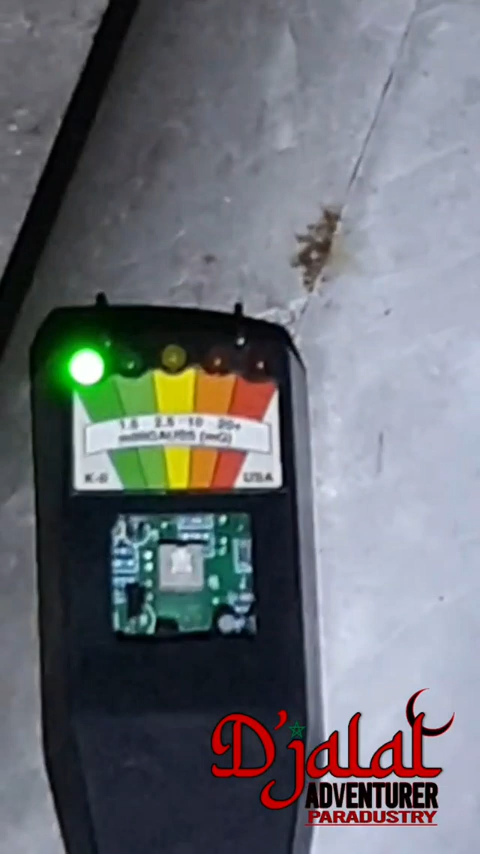 1.5 2.5 10 20+
milliGAUSS (mG)
K-II USA
D'jalal
ADVENTURER
PARADUSTRY